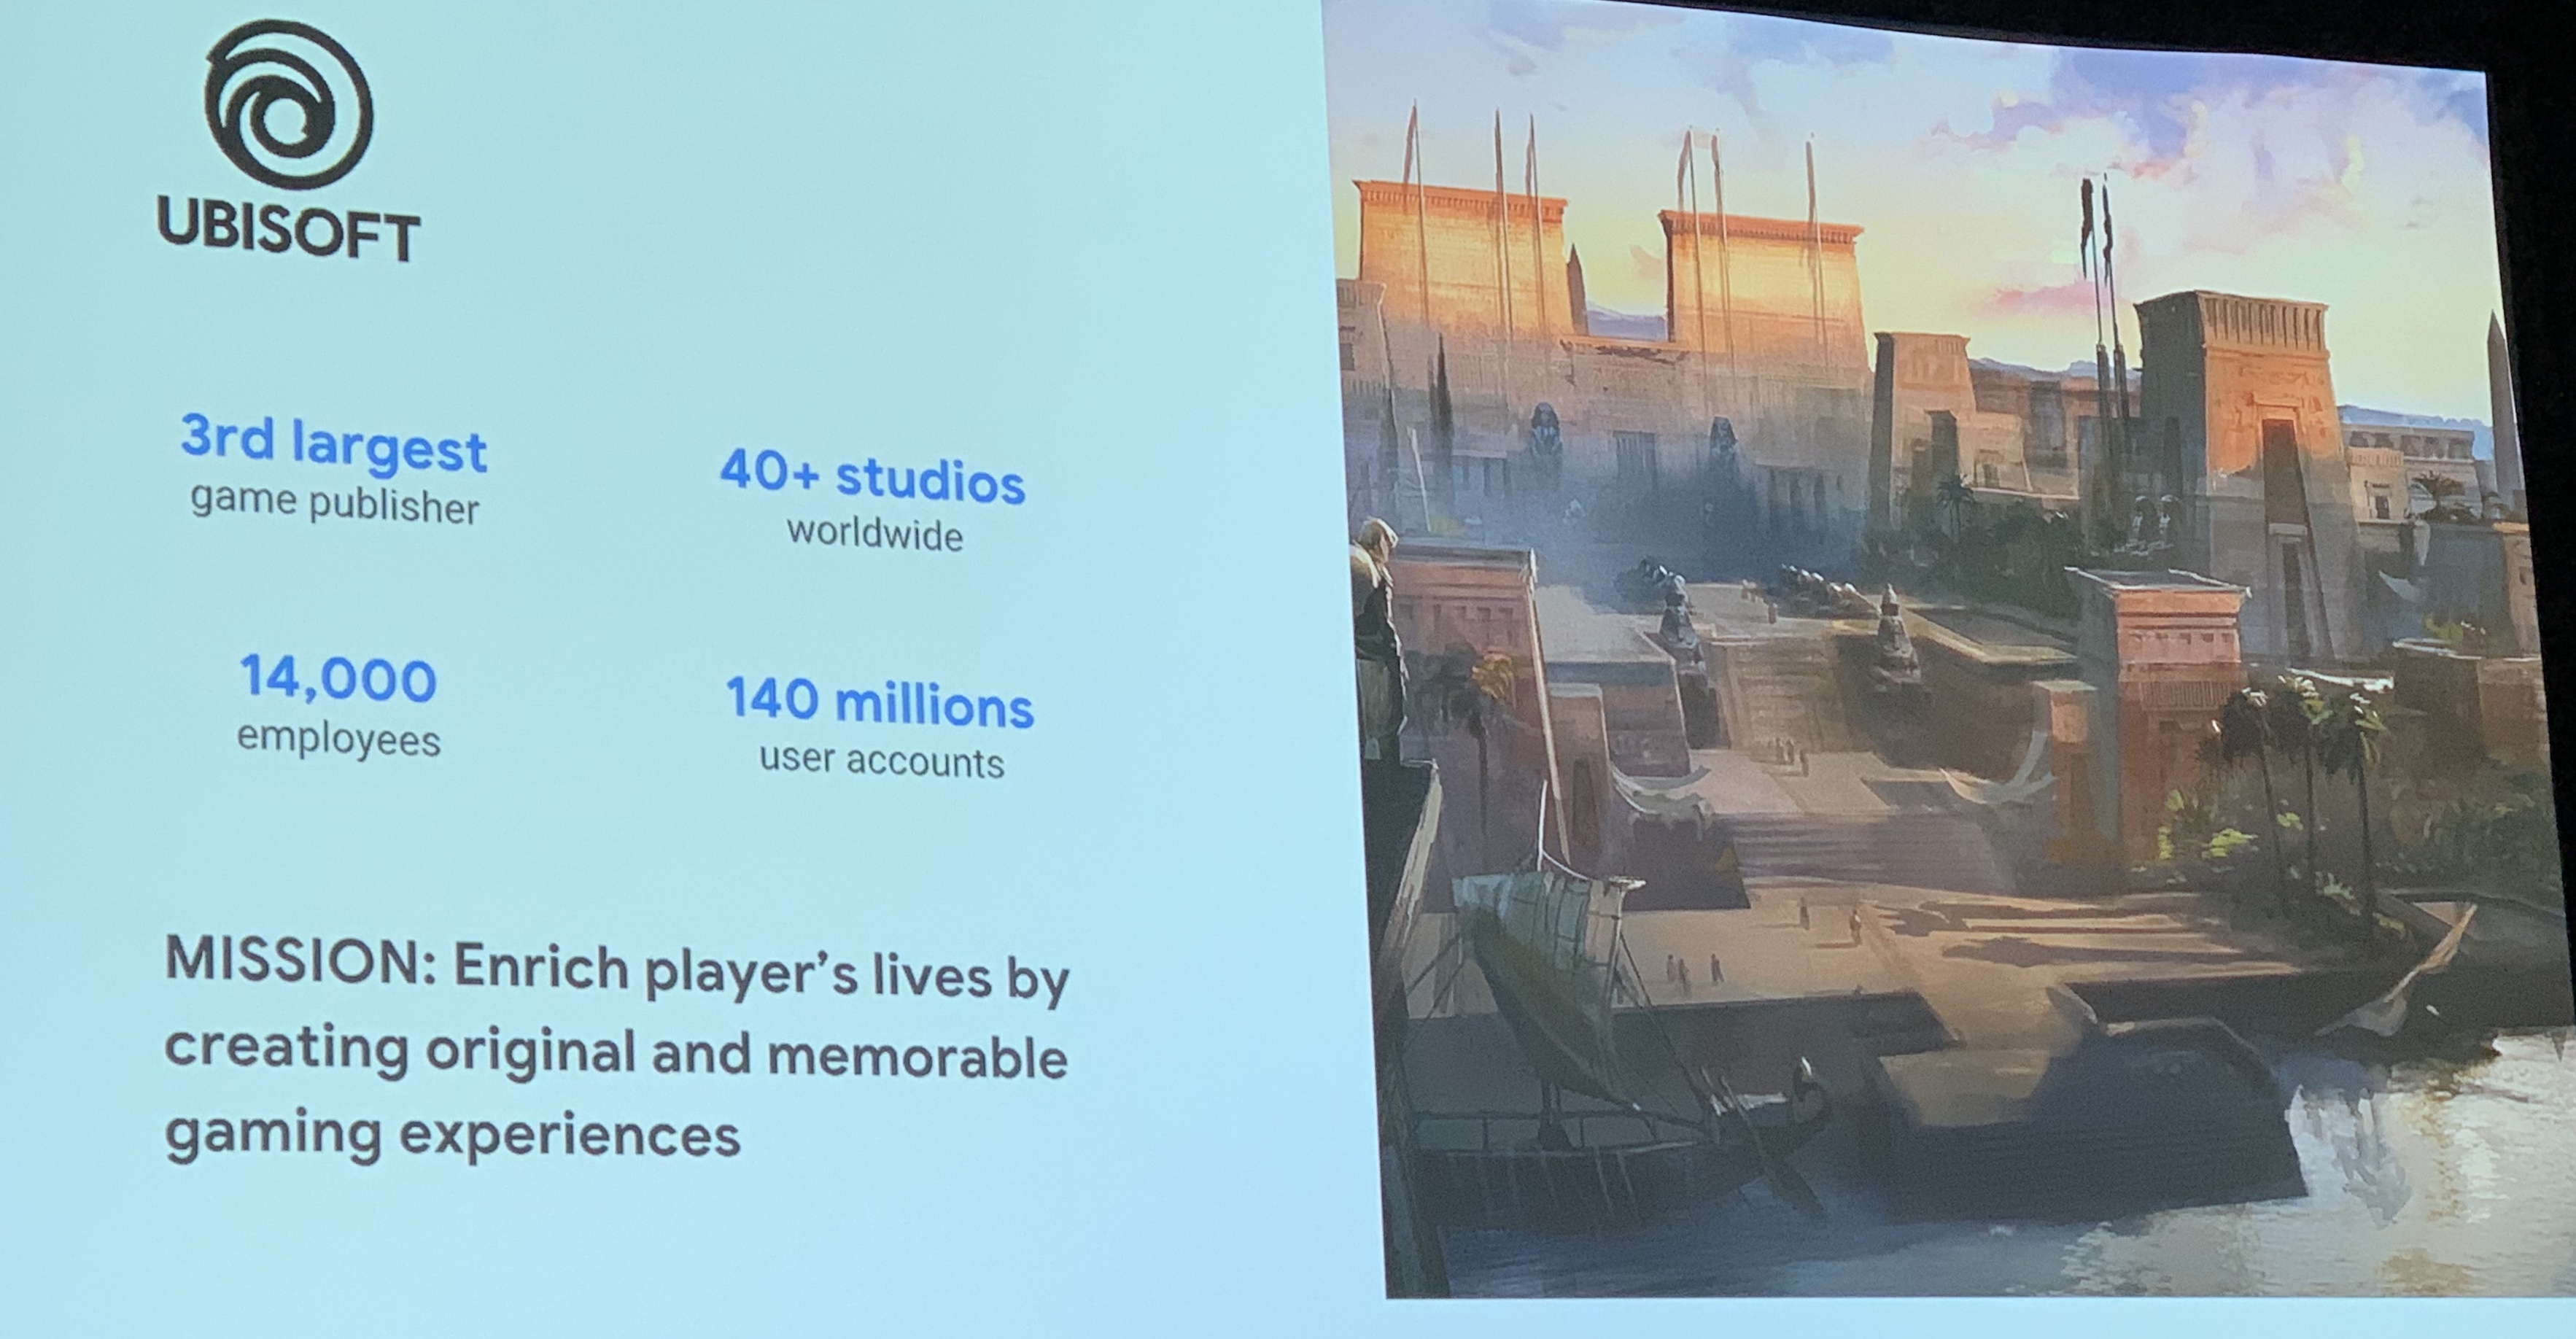 UBISOFT
3rd largest
game publisher
40+ studios
worldwide
14,000
employees
140 millions
user accounts
MISSION: Enrich player’s lives by
creating original and memorable
gaming experiences